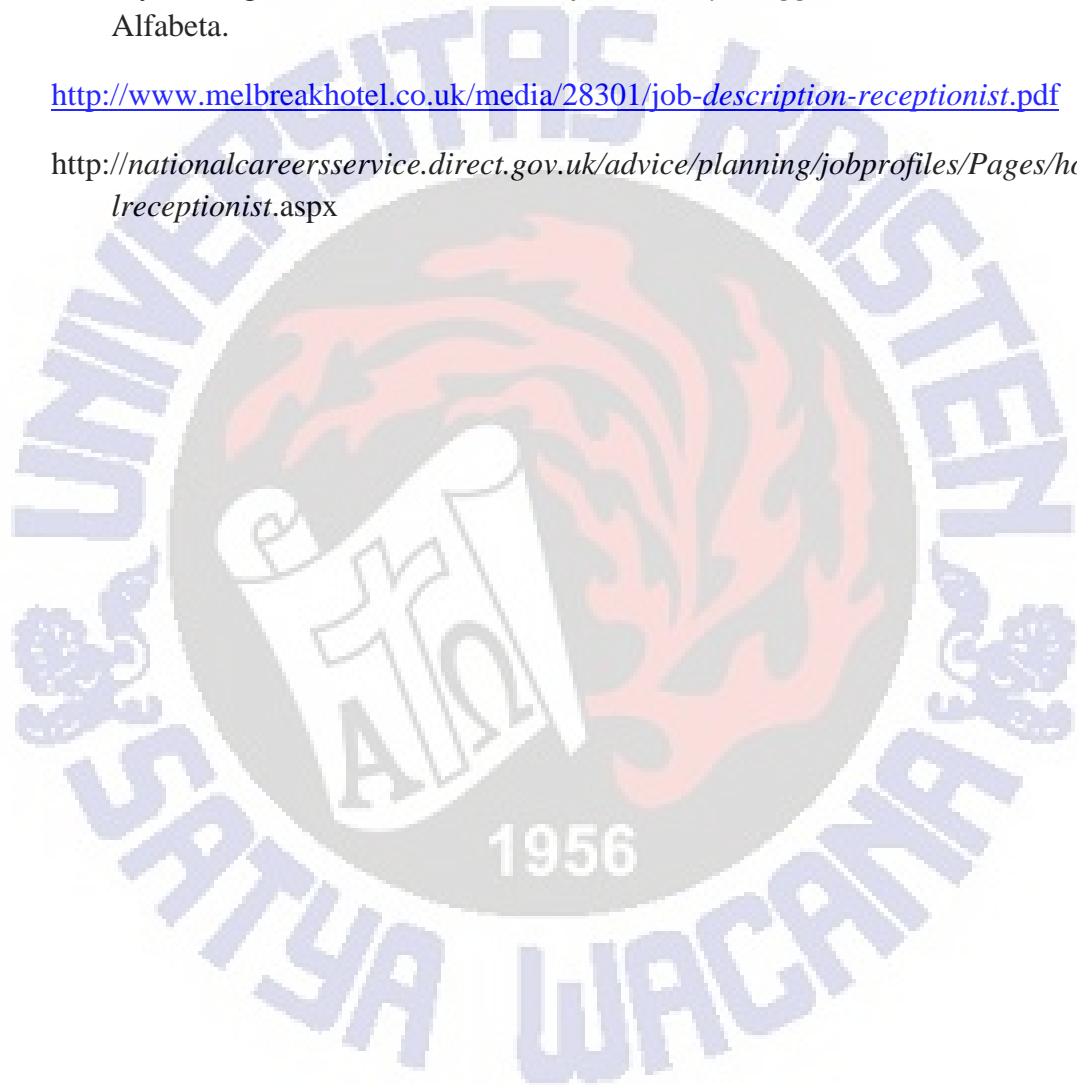 Alfabeta.
http://www.melbreakhotel.co.uk/media/28301/job-description-receptionist.pdf
http://nationalcareersservice.direct.gov.uk/advice/planning/jobprofiles/Pages/ho
lreceptionist.aspx
UNIVERSITAS KRISTEN
ΑΩ
1956
SATYA WACANA